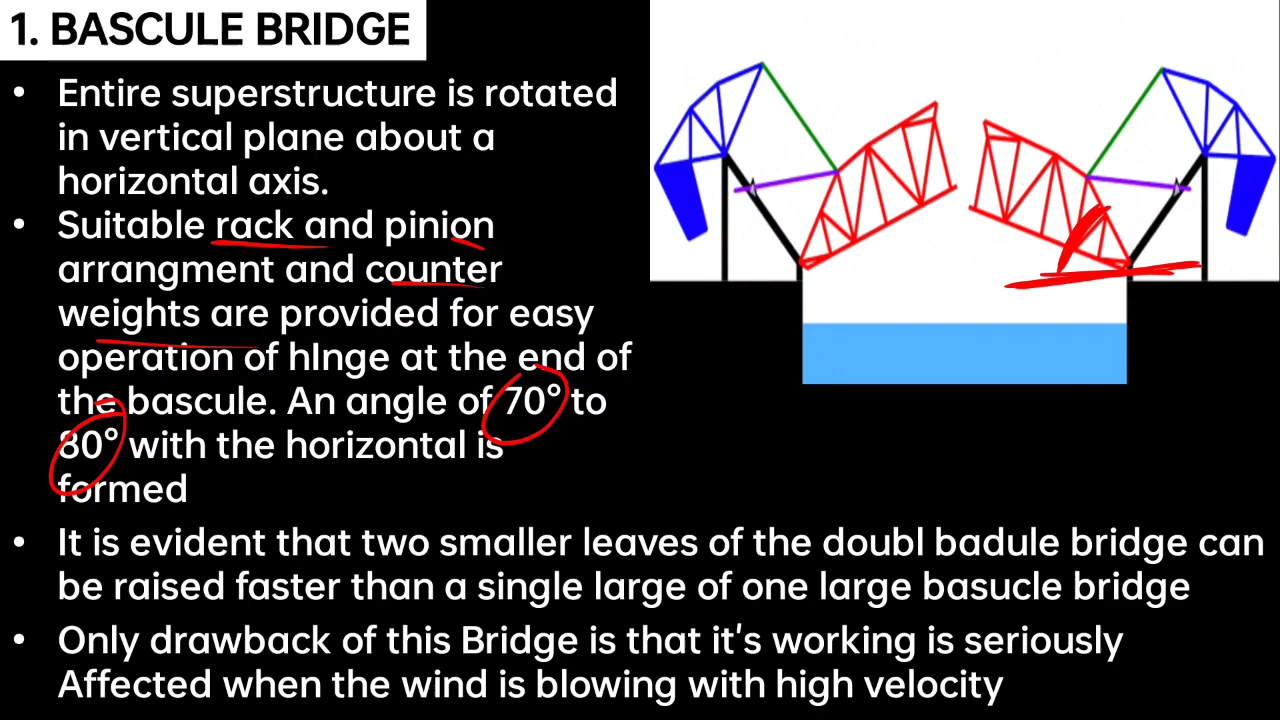 1. BASCULE BRIDGE
• Entire superstructure is rotated
in vertical plane about a
horizontal axis.
• Suitable rack and pinion
arrangment and counter
weights are provided for easy
operation of hInge at the end of
the bascule. An angle of 70° to
80° with the horizontal is
formed
• It is evident that two smaller leaves of the doubl badule bridge can
be raised faster than a single large of one large basucle bridge
• Only drawback of this Bridge is that it's working is seriously
Affected when the wind is blowing with high velocity